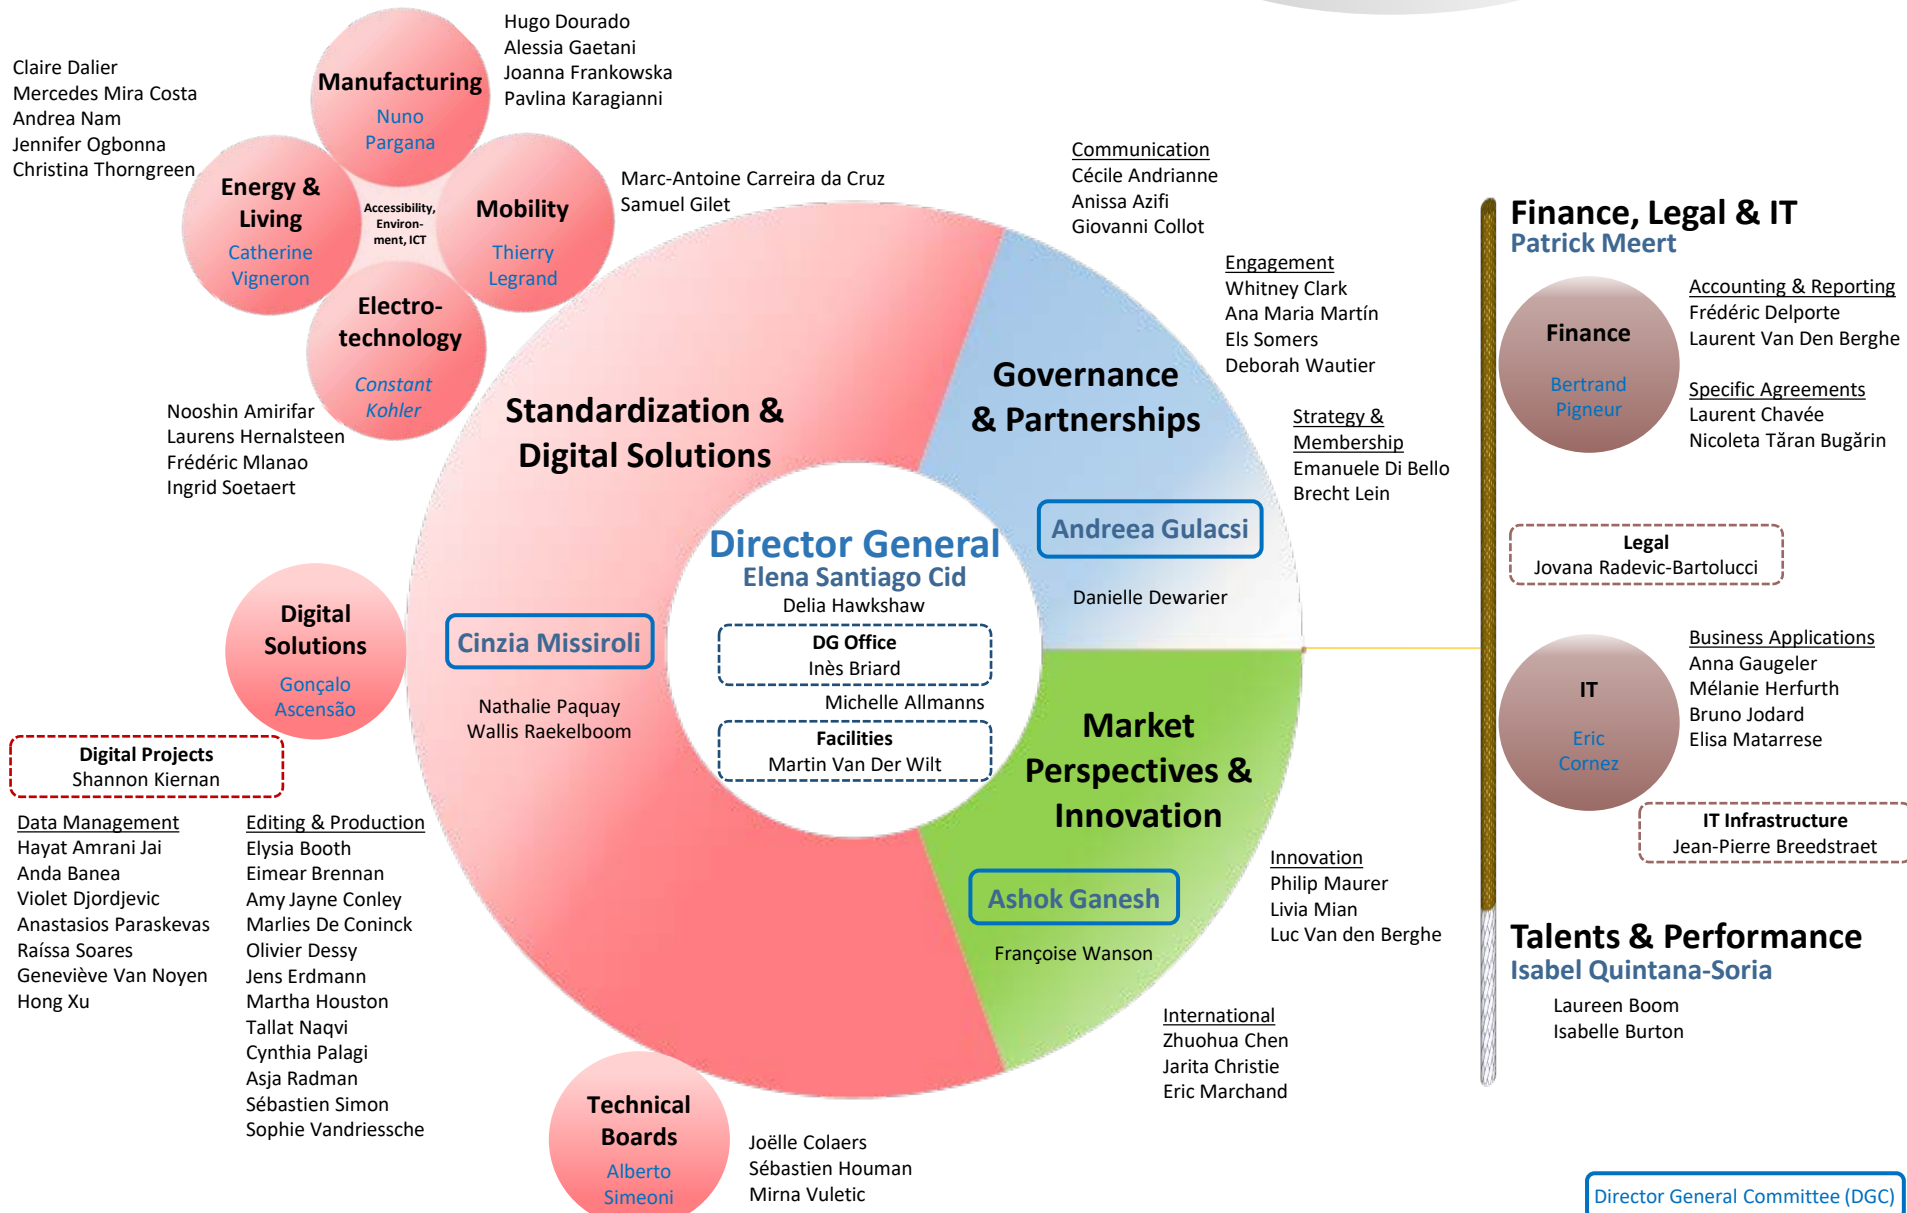 Hugo Dourado
Alessia Gaetani
Joanna Frankowska
Pavlina Karagianni
Claire Dalier
Mercedes Mira Costa
Andrea Nam
Jennifer Ogbonna
Christina Thorngreen
Manufacturing
Nuno
Pargana
Energy &
Living
Catherine
Vigneron
Accessibility,
Environ-
ment, ICT
Mobility
Thierry
Legrand
Marc-Antoine Carreira da Cruz
Samuel Gilet
Electro-
technology
Constant
Kohler
Nooshin Amirifar
Laurens Hernalsteen
Frédéric Mlanao
Ingrid Soetaert
Standardization &
Digital Solutions
Cinzia Missiroli
Nathalie Paquay
Wallis Raekelboom
Digital
Solutions
Gonçalo
Ascensão
Digital Projects
Shannon Kiernan
Data Management
Hayat Amrani Jai
Anda Banea
Violet Djordjevic
Anastasios Paraskevas
Raíssa Soares
Geneviève Van Noyen
Hong Xu
Editing & Production
Elysia Booth
Eimear Brennan
Amy Jayne Conley
Marlies De Coninck
Olivier Dessy
Jens Erdmann
Martha Houston
Tallat Naqvi
Cynthia Palagi
Asja Radman
Sébastien Simon
Sophie Vandriessche
Technical
Boards
Alberto
Simeoni
Joëlle Colaers
Sébastien Houman
Mirna Vuletic
Director General
Elena Santiago Cid
Delia Hawkshaw
DG Office
Inès Briard
Michelle Allmanns
Facilities
Martin Van Der Wilt
Communication
Cécile Andrianne
Anissa Azifi
Giovanni Collot
Engagement
Whitney Clark
Ana Maria Martín
Els Somers
Deborah Wautier
Strategy &
Membership
Emanuele Di Bello
Brecht Lein
Governance
& Partnerships
Andreea Gulacsi
Danielle Dewarier
Market
Perspectives &
Innovation
Ashok Ganesh
Françoise Wanson
Innovation
Philip Maurer
Livia Mian
Luc Van den Berghe
International
Zhuohua Chen
Jarita Christie
Eric Marchand
Finance, Legal & IT
Patrick Meert
Finance
Bertrand
Pigneur
Accounting & Reporting
Frédéric Delporte
Laurent Van Den Berghe
Specific Agreements
Laurent Chavée
Nicoleta Tăran Bugărin
Legal
Jovana Radevic-Bartolucci
IT
Eric
Cornez
Business Applications
Anna Gaugeler
Mélanie Herfurth
Bruno Jodard
Elisa Matarrese
IT Infrastructure
Jean-Pierre Breedstraet
Talents & Performance
Isabel Quintana-Soria
Laureen Boom
Isabelle Burton
Director General Committee (DGC)